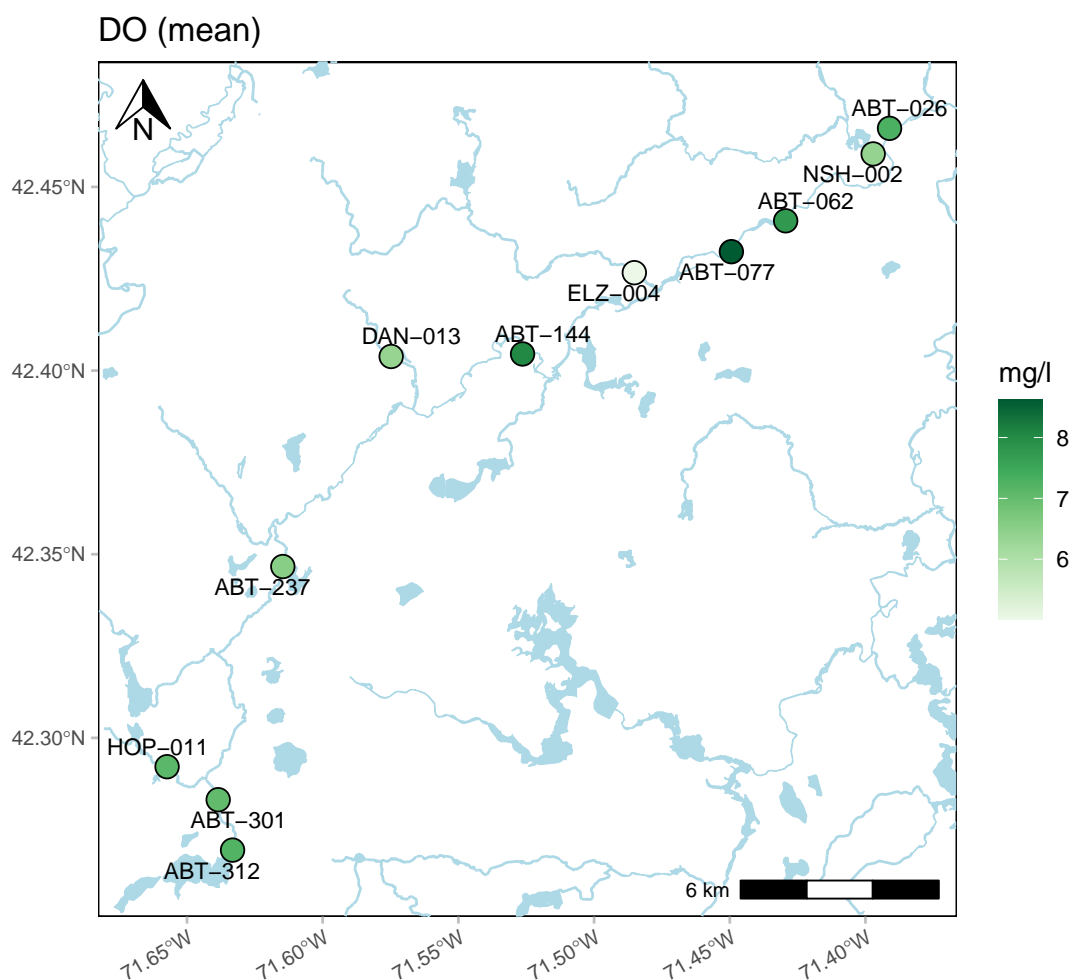 DO (mean)
N
ABT−026
NSH−002
ABT−062
ABT−077
ELZ−004
DAN−013
ABT−144
ABT−237
HOP−011
ABT−301
ABT−312
6 km
42.45°N
42.40°N
42.35°N
42.30°N
71.65°W
71.60°W
71.55°W
71.50°W
71.45°W
71.40°W
mg/l
8
7
6